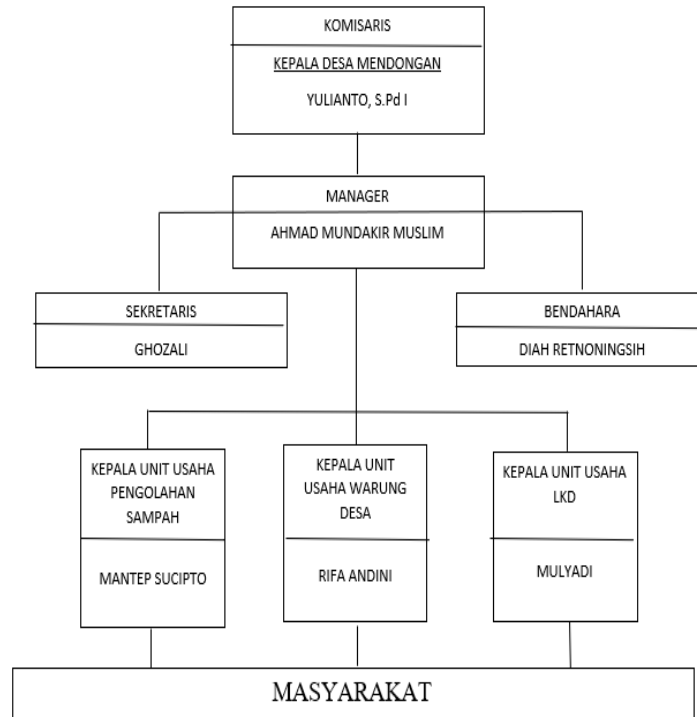 KOMISARIS
KEPALA DESA MENDONGAN
YULIANTO, S.Pd I
MANAGER
AHMAD MUNDAKIR MUSLIM
SEKRETARIS
GHOZALI
BENDAHARA
DIAH RETNONINGSIH
KEPALA UNIT USAHA
PENGOLAHAN
SAMPAH
MANTEP SUCIPTO
KEPALA UNIT
USAHA WARUNG
DESA
RIFA ANDINI
KEPALA UNIT USAHA
LKD
MULYADI
MASYARAKAT